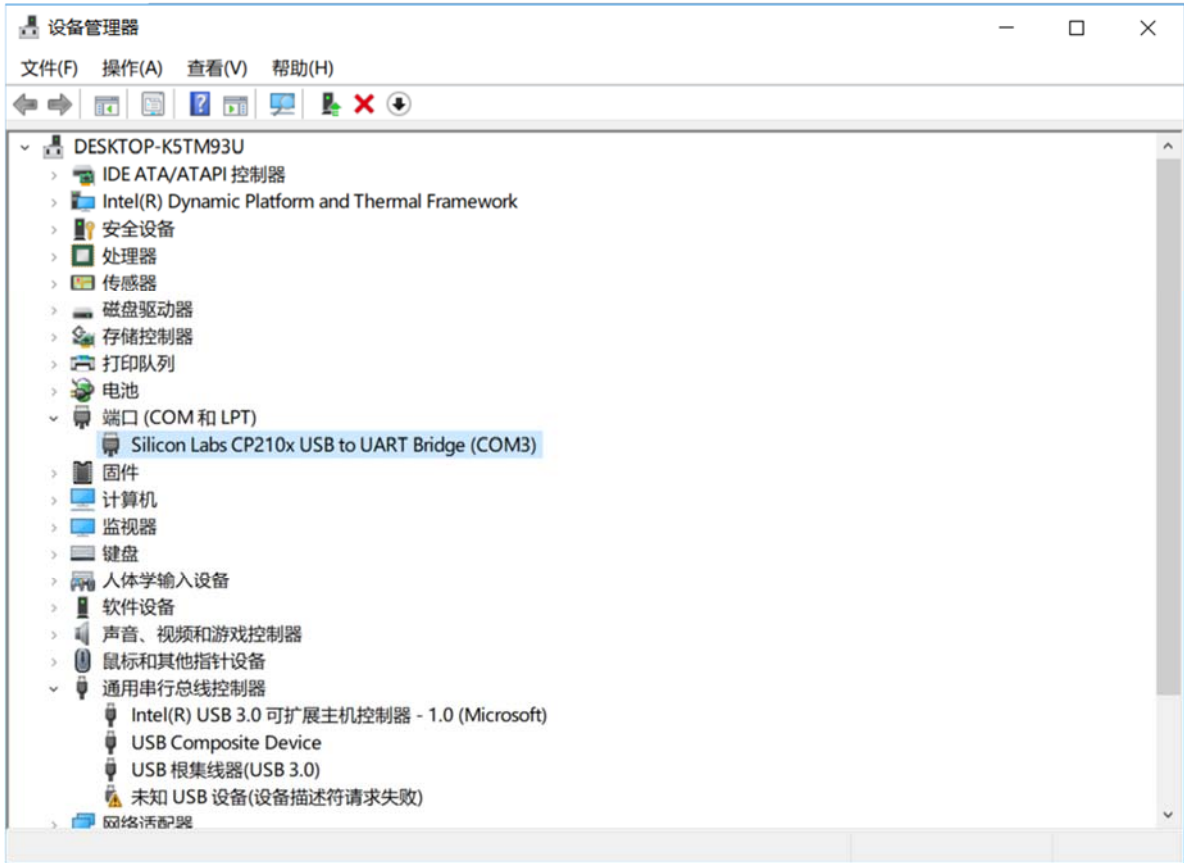 设备管理器
文件(F) 操作(A) 查看(V) 帮助(H)
DESKTOP-K5TM93U
IDE ATA/ATAPI 控制器
Intel(R) Dynamic Platform and Thermal Framework
安全设备
处理器
传感器
磁盘驱动器
存储控制器
打印队列
电池
端口 (COM 和 LPT)
Silicon Labs CP210x USB to UART Bridge (COM3)
固件
计算机
监视器
键盘
人体学输入设备
软件设备
声音、视频和游戏控制器
鼠标和其他指针设备
通用串行总线控制器
Intel(R) USB 3.0 可扩展主机控制器 - 1.0 (Microsoft)
USB Composite Device
USB 根集线器(USB 3.0)
未知 USB 设备(设备描述符请求失败)
网络适配器